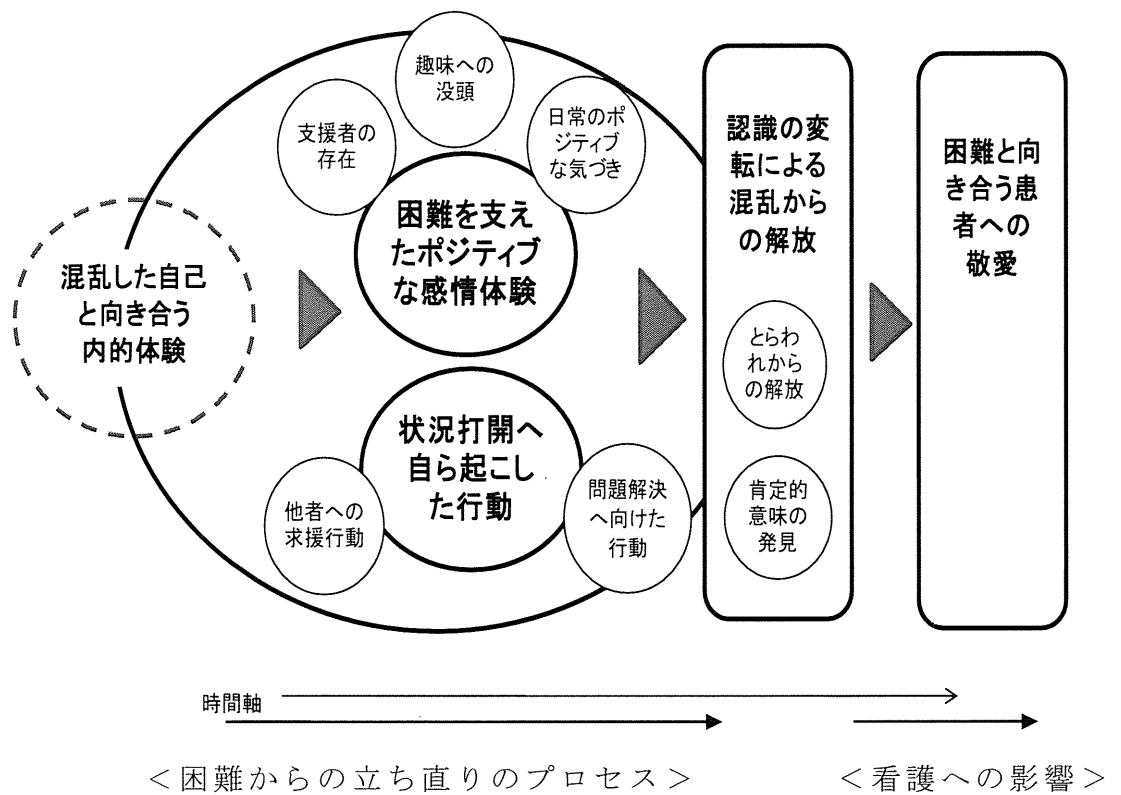 趣味への
没頭
支援者の
存在
日常のポ
ジティブ
な気づき
困難を支え
たポジティブ
な感情体験
混乱した自己
と向き合う
内的体験
状況打開へ
自ら起こし
た行動
他者への
求援行動
問題解決
へ向けた
行動
認識の変
転による
混乱から
の解放
とらわ
れから
の解放
肯定的
意味の
発見
困難と向
き合う患
者への
敬愛
時間軸
＜困難からの立ち直りのプロセス＞
＜看護への影響＞